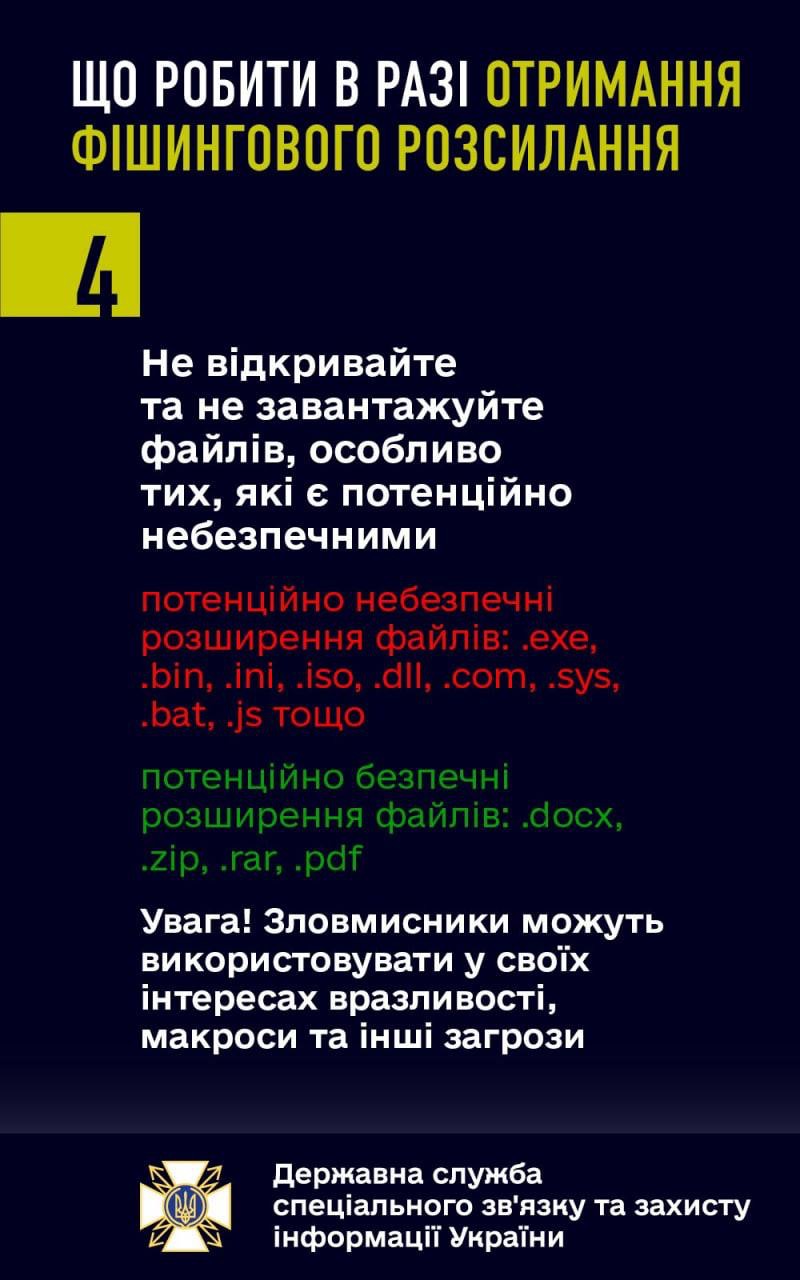 ЩО РОБИТИ В РАЗІ ОТРИМАННЯ
ФІШИНГОВОГО РОЗСИЛАННЯ
4
Не відкривайте
та не завантажуйте
файлів, особливо
тих, які є потенційно
небезпечними
потенційно небезпечні
розширення файлів: .exe,
.bin, .ini, .iso, .dll, .com, .sys,
.bat, .js тощо
потенційно безпечні
розширення файлів: .docx,
.zip, .rar, .pdf
Увага! Зловмисники можуть
використовувати у своїх
інтересах вразливості,
макроси та інші загрози
Державна служба
спеціального зв'язку та захисту
інформації України